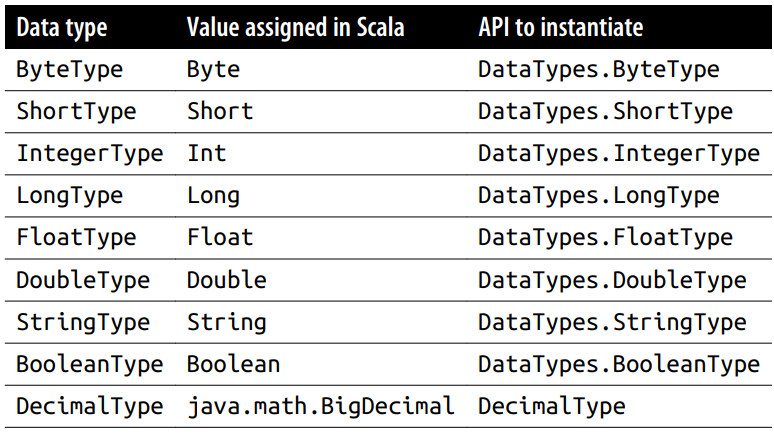 Data type Value assigned in Scala API to instantiate
ByteType Byte DataTypes.ByteType
ShortType Short DataTypes.ShortType
IntegerType Int DataTypes.IntegerType
LongType Long DataTypes.LongType
FloatType Float DataTypes.FloatType
DoubleType Double DataTypes.DoubleType
StringType String DataTypes.StringType
BooleanType Boolean DataTypes.BooleanType
DecimalType java.math.BigDecimal DecimalType